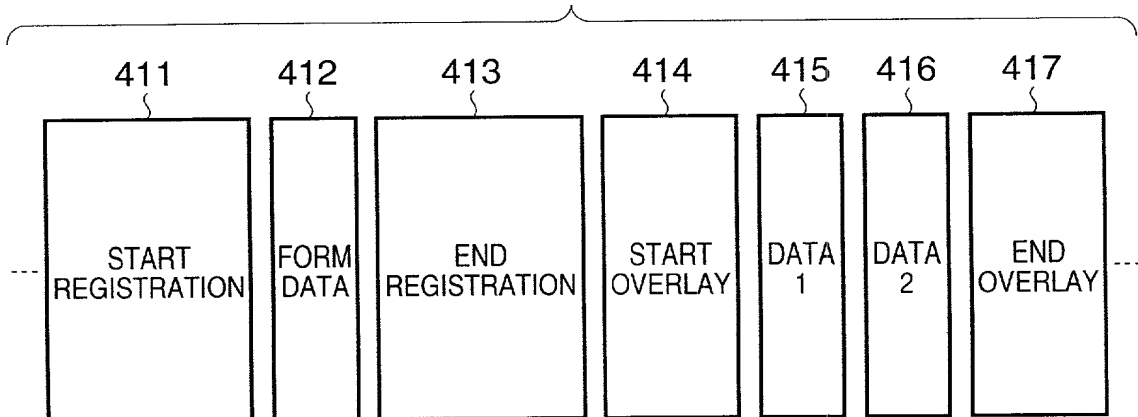 411 412 413 414 415 416 417
START
REGISTRATION
FORM
DATA
END
REGISTRATION
START
OVERLAY
DATA
1
DATA
2
END
OVERLAY